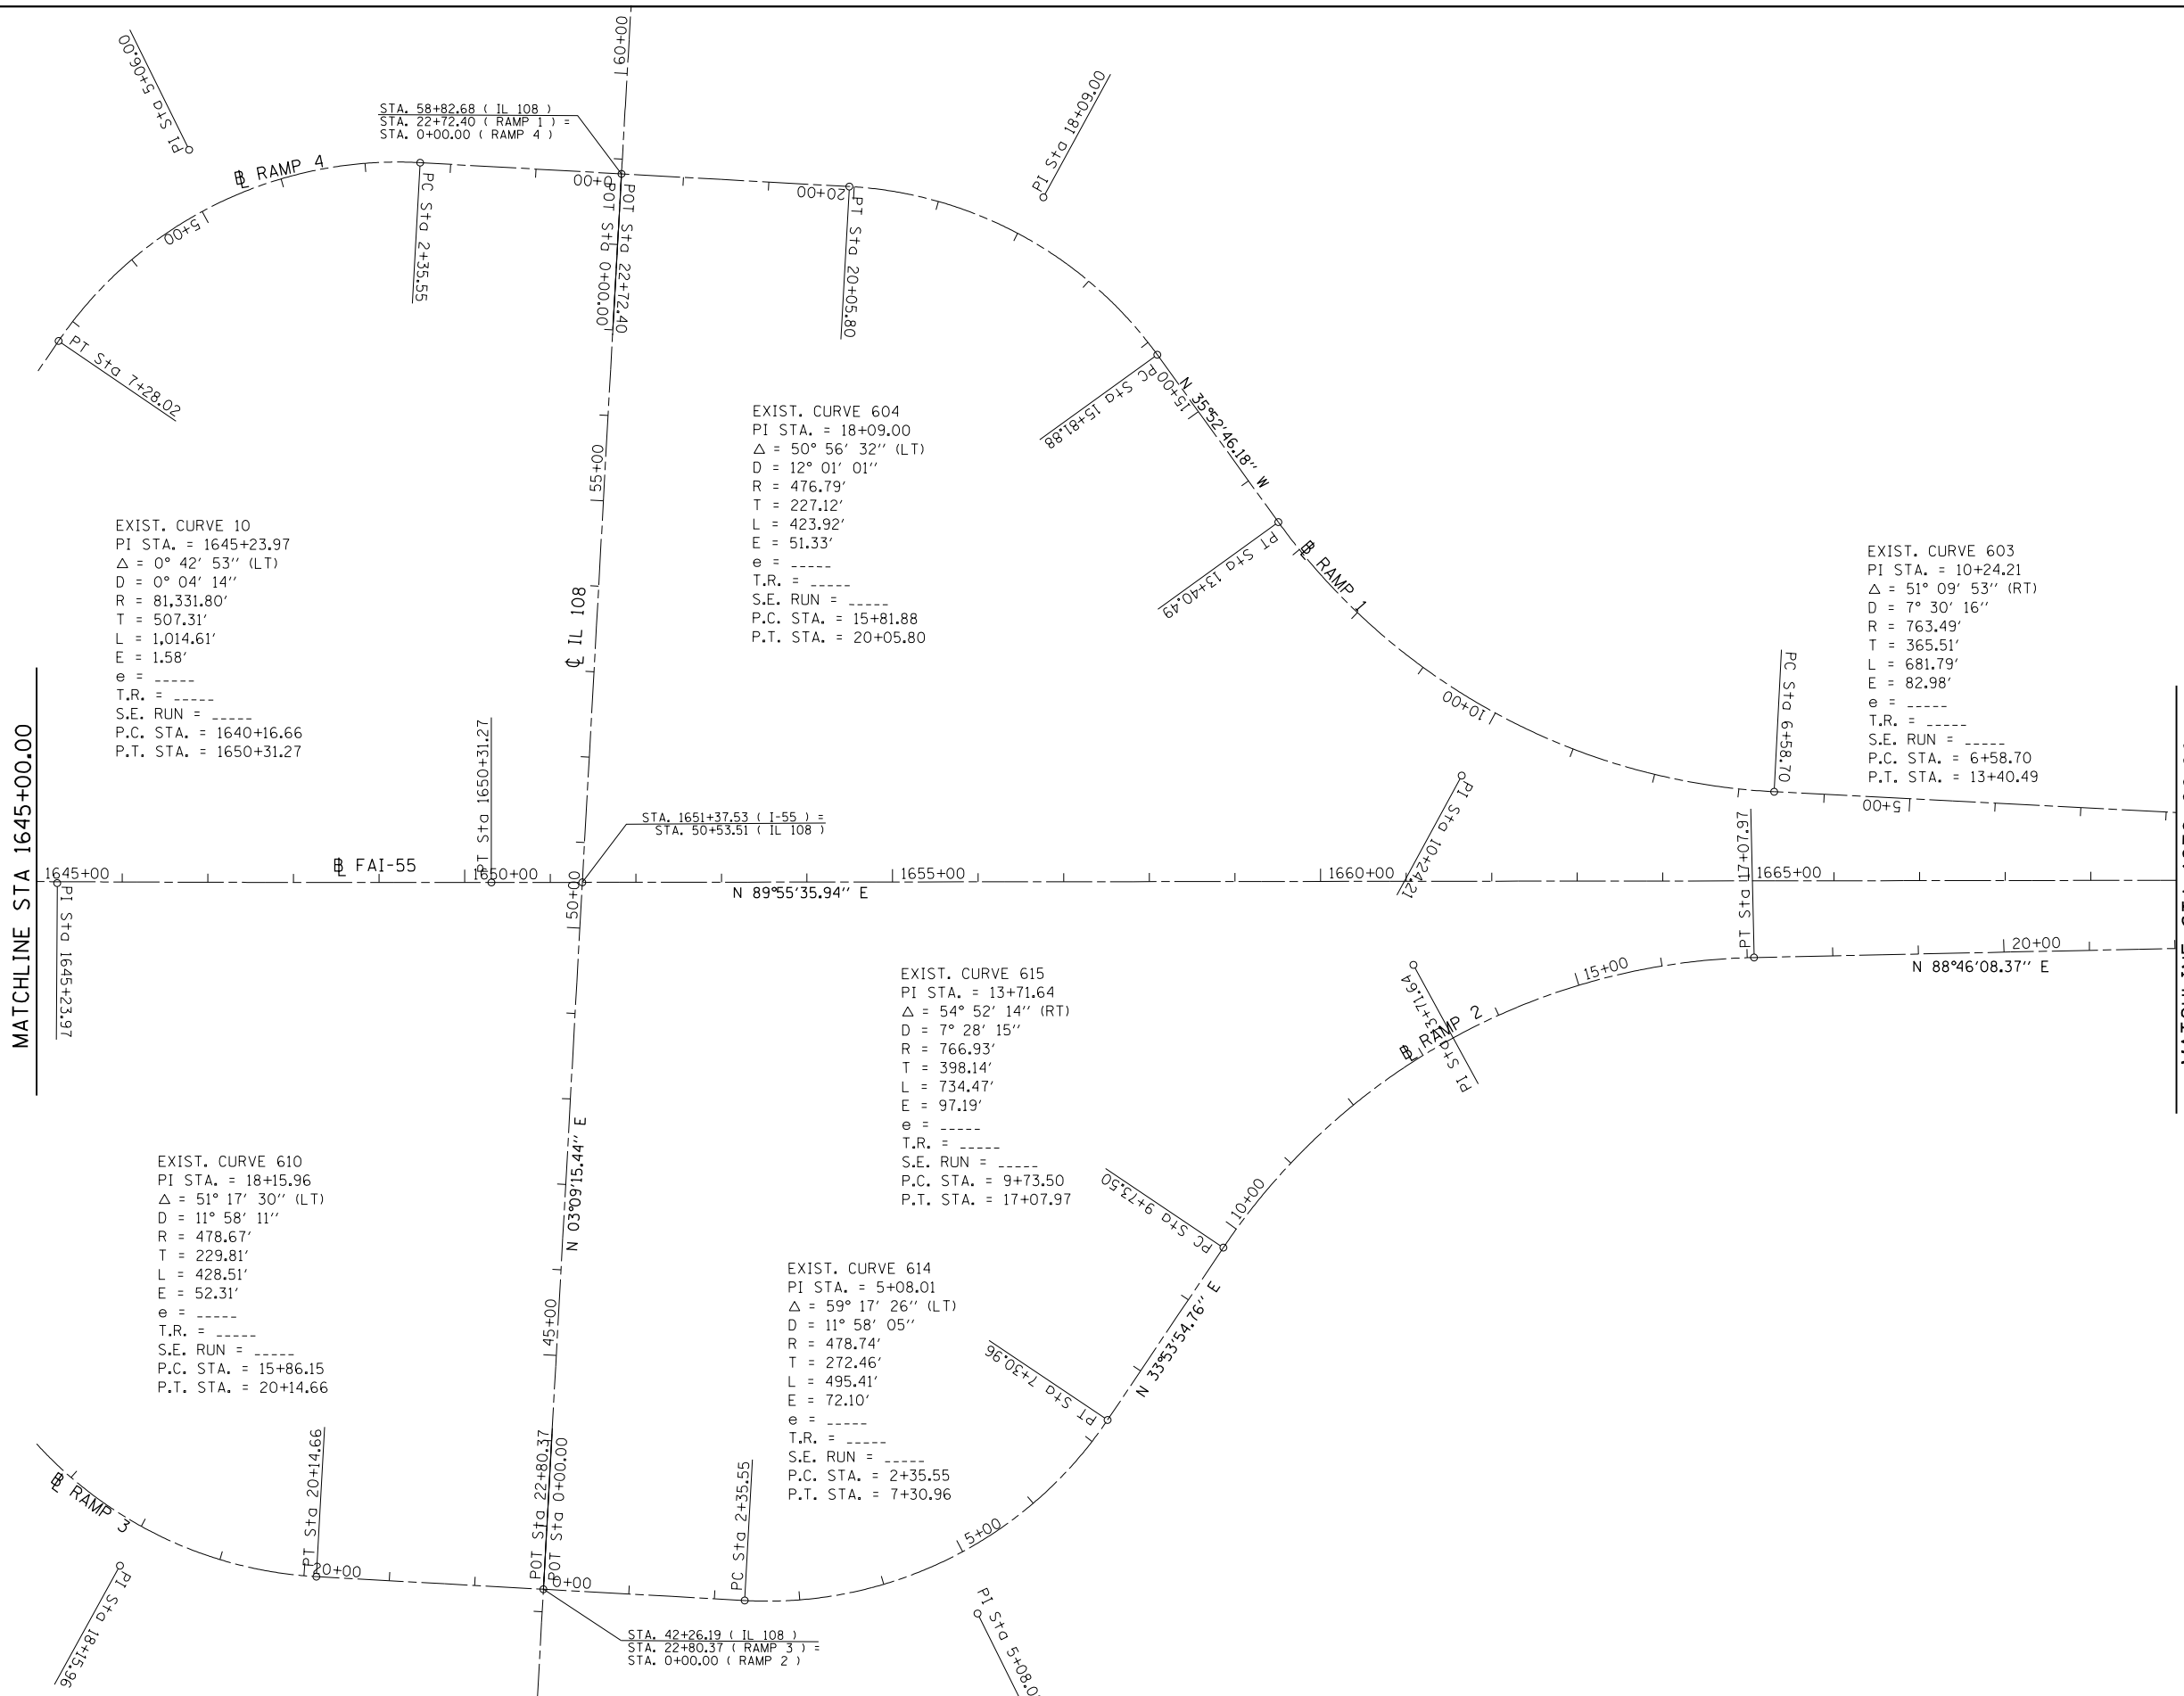 60+00
PI Sta 5+06.00
STA. 58+82.68 ( IL 108 )
STA. 22+72.40 ( RAMP 1 ) =
STA. 0+00.00 ( RAMP 4 )
PI Sta 18+09.00
BL RAMP 4
5+00
PC Sta 2+35.55
0+00
POT Sta 0+00.00
POT Sta 22+72.40
20+00
PT Sta 20+05.80
PT Sta 7+28.02
PC Sta 15+81.88
15+00
N 35°52'46.18'' W
EXIST. CURVE 604
PI STA. = 18+09.00
Δ = 50° 56' 32'' (LT)
D = 12° 01' 01''
R = 476.79'
T = 227.12'
L = 423.92'
E = 51.33'
e = _____
T.R. = _____
S.E. RUN = _____
P.C. STA. = 15+81.88
P.T. STA. = 20+05.80
55+00
℄ IL 108
EXIST. CURVE 10
PI STA. = 1645+23.97
Δ = 0° 42' 53'' (LT)
D = 0° 04' 14''
R = 81,331.80'
T = 507.31'
L = 1,014.61'
E = 1.58'
e = _____
T.R. = _____
S.E. RUN = _____
P.C. STA. = 1640+16.66
P.T. STA. = 1650+31.27
PT Sta 13+40.49
BL RAMP 1
10+00
EXIST. CURVE 603
PI STA. = 10+24.21
Δ = 51° 09' 53'' (RT)
D = 7° 30' 16''
R = 763.49'
T = 365.51'
L = 681.79'
E = 82.98'
e = _____
T.R. = _____
S.E. RUN = _____
P.C. STA. = 6+58.70
P.T. STA. = 13+40.49
PC Sta 6+58.70
5+00
MATCHLINE STA 1645+00.00
PT Sta 1650+31.27
STA. 1651+37.53 ( I-55 ) =
STA. 50+53.51 ( IL 108 )
PI Sta 10+24.21
PT Sta 17+07.97
1645+00
BL FAI-55
1650+00
1655+00
1660+00
1665+00
50+00
N 89°55'35.94'' E
PI Sta 1645+23.97
PI Sta 13+71.64
15+00
20+00
N 88°46'08.37'' E
BL RAMP 2
EXIST. CURVE 615
PI STA. = 13+71.64
Δ = 54° 52' 14'' (RT)
D = 7° 28' 15''
R = 766.93'
T = 398.14'
L = 734.47'
E = 97.19'
e = _____
T.R. = _____
S.E. RUN = _____
P.C. STA. = 9+73.50
P.T. STA. = 17+07.97
N 03°09'15.44'' E
PC Sta 9+73.50
10+00
EXIST. CURVE 610
PI STA. = 18+15.96
Δ = 51° 17' 30'' (LT)
D = 11° 58' 11''
R = 478.67'
T = 229.81'
L = 428.51'
E = 52.31'
e = _____
T.R. = _____
S.E. RUN = _____
P.C. STA. = 15+86.15
P.T. STA. = 20+14.66
45+00
EXIST. CURVE 614
PI STA. = 5+08.01
Δ = 59° 17' 26'' (LT)
D = 11° 58' 05''
R = 478.74'
T = 272.46'
L = 495.41'
E = 72.10'
e = _____
T.R. = _____
S.E. RUN = _____
P.C. STA. = 2+35.55
P.T. STA. = 7+30.96
PT Sta 7+30.96
N 33°53'54.76'' E
BL RAMP 3
PT Sta 20+14.66
20+00
POT Sta 22+80.37
POT Sta 0+00.00
0+00
PC Sta 2+35.55
5+00
PI Sta 18+15.96
STA. 42+26.19 ( IL 108 )
STA. 22+80.37 ( RAMP 3 ) =
STA. 0+00.00 ( RAMP 2 )
PI Sta 5+08.0